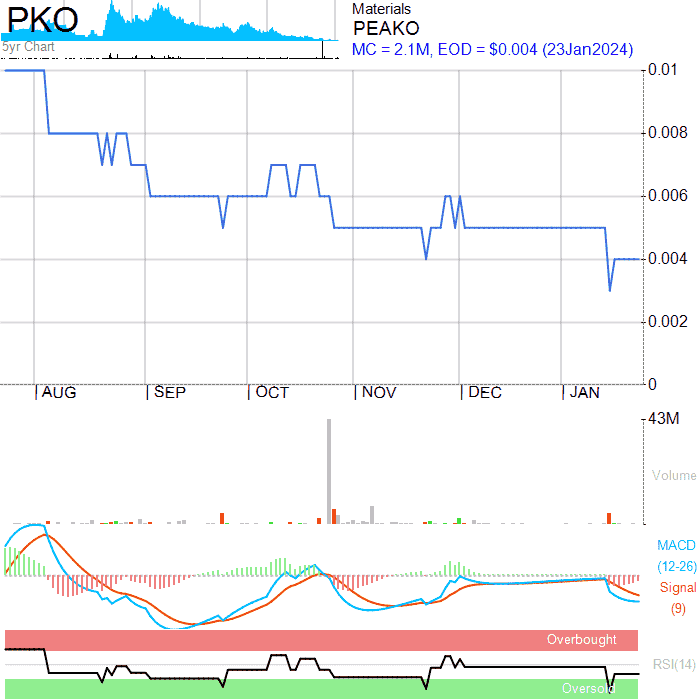 PKO
5yr Chart
Materials
PEAKO
MC = 2.1M, EOD = $0.004 (23Jan2024)
0.01
0.008
0.006
0.004
0.002
0
AUG SEP OCT NOV DEC JAN
43M
Volume
MACD
(12-26)
Signal
(9)
Overbought
RSI(14)
Oversold